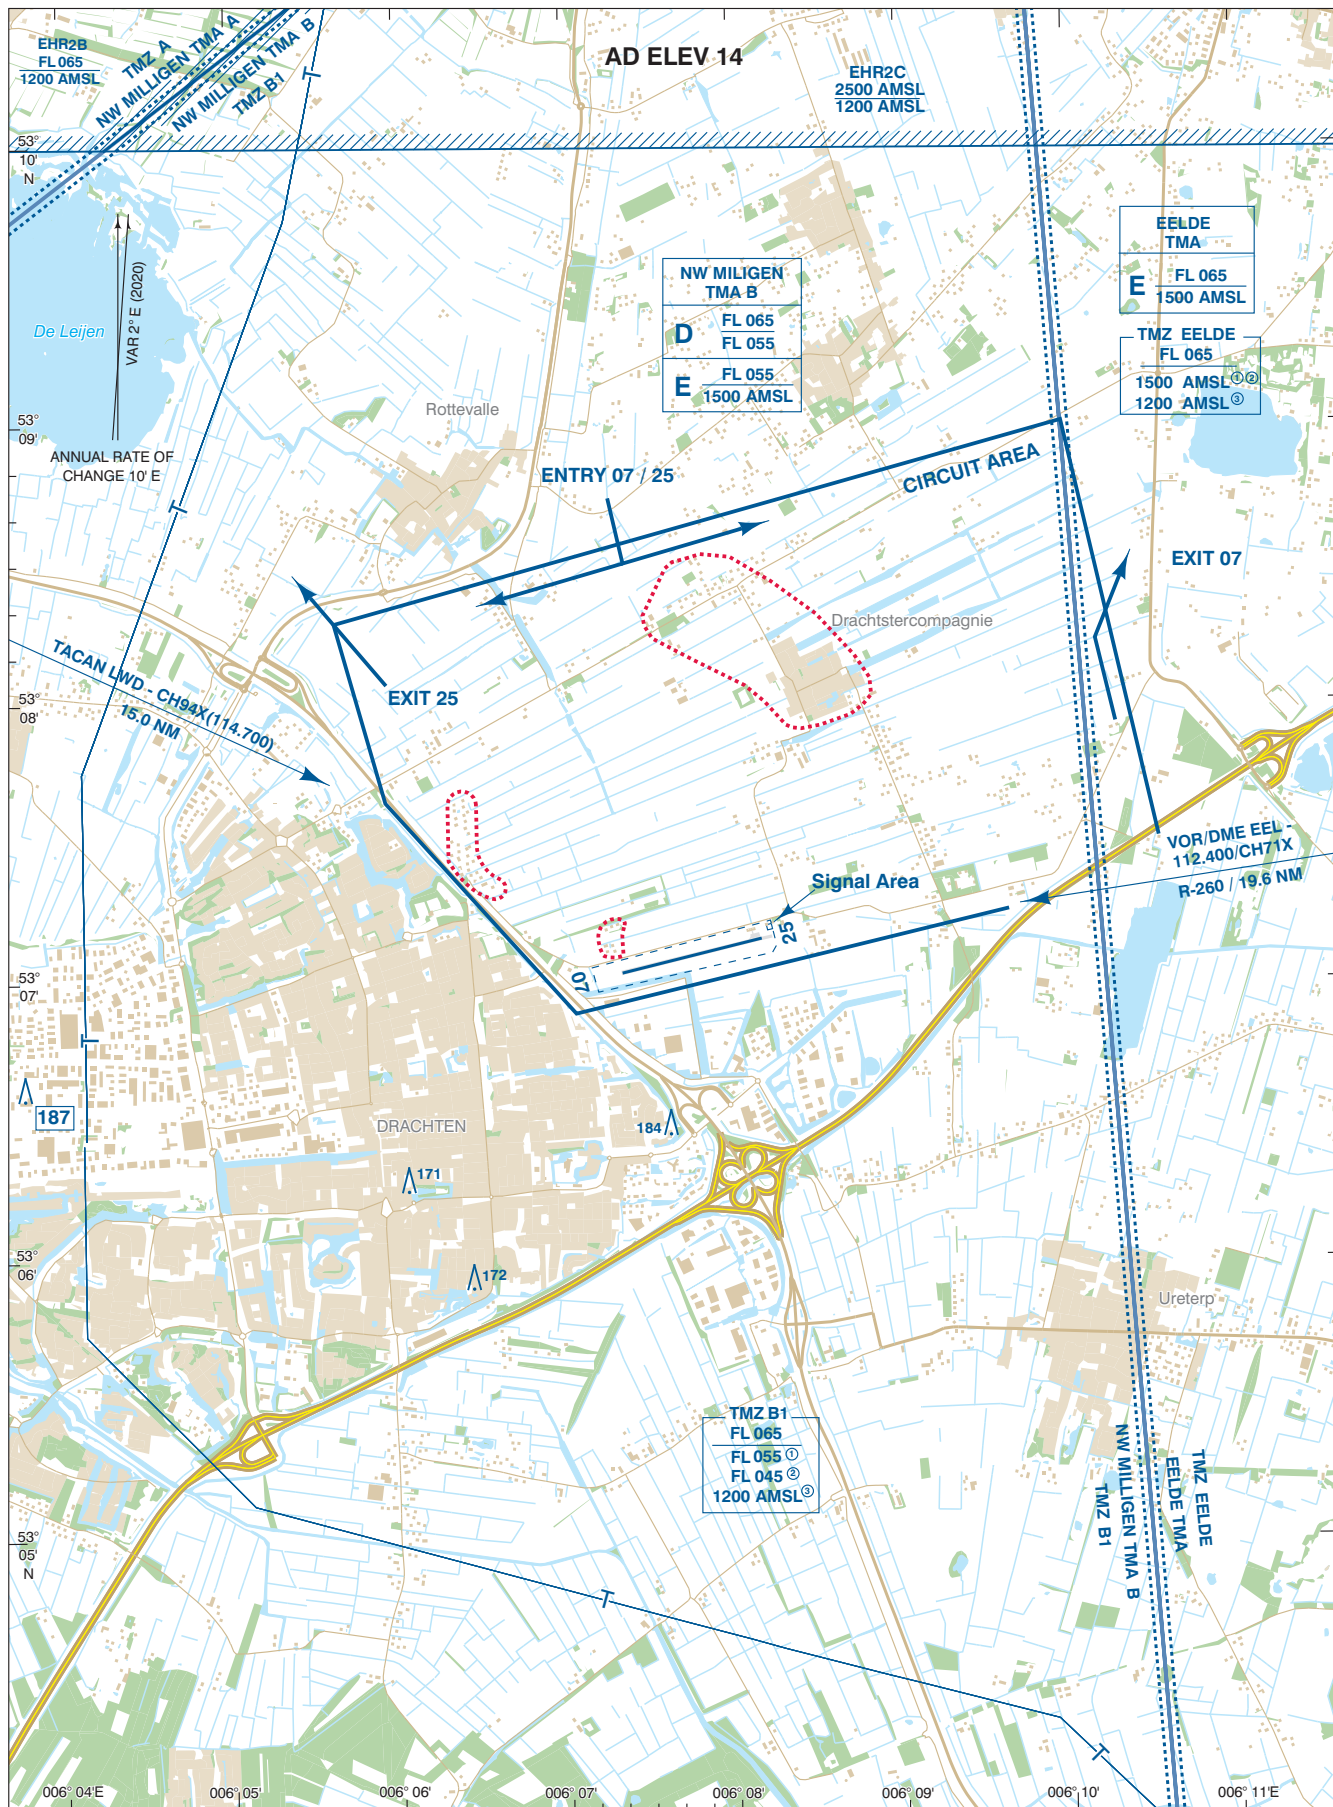 AD ELEV 14
EHR2B
FL 065
1200 AMSL
TMZ A
NW MILLIGEN TMA A
NW MILLIGEN TMA B
TMZ B1
T
EHR2C
2500 AMSL
1200 AMSL
53°
10'
N
EELDE
TMA
E FL 065
1500 AMSL
NW MILIGEN
TMA B
D FL 065
FL 055
E FL 055
1500 AMSL
TMZ EELDE
FL 065
1500 AMSL ① ②
1200 AMSL ③
De Leijen
VAR 2° E (2020)
ANNUAL RATE OF
CHANGE 10' E
53°
09'
Rottevalle
ENTRY 07 / 25
CIRCUIT AREA
T
EXIT 07
Drachtstercompagnie
TACAN LWD - CH94X(114.700)
15.0 NM
EXIT 25
53°
08'
VOR/DME EEL -
112.400/CH71X
R-260 / 19.6 NM
Signal Area
25
07
53°
07'
T
187
DRACHTEN
184
171
172
53°
06'
Ureterp
TMZ B1
FL 065
FL 055 ①
FL 045 ②
1200 AMSL ③
TMZ B1
NW MILLIGEN TMA B
EELDE TMA
TMZ EELDE
53°
05'
N
T
T
006° 04'E
006° 05'
006° 06'
006° 07'
006° 08'
006° 09'
006° 10'
006° 11'E